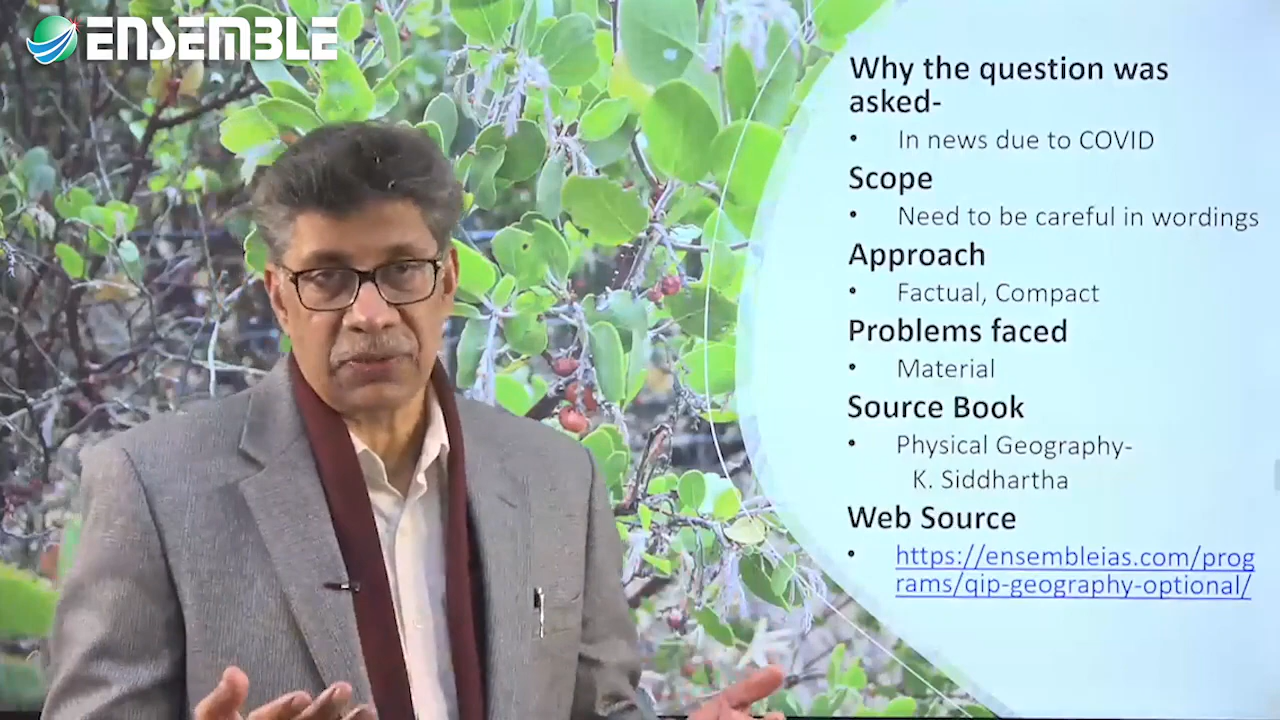 ENSEMBLE
Why the question was
asked-
• In news due to COVID
Scope
• Need to be careful in wordings
Approach
• Factual, Compact
Problems faced
• Material
Source Book
• Physical Geography-
K. Siddhartha
Web Source
• https://ensembleias.com/prog
rams/qip-geography-optional/